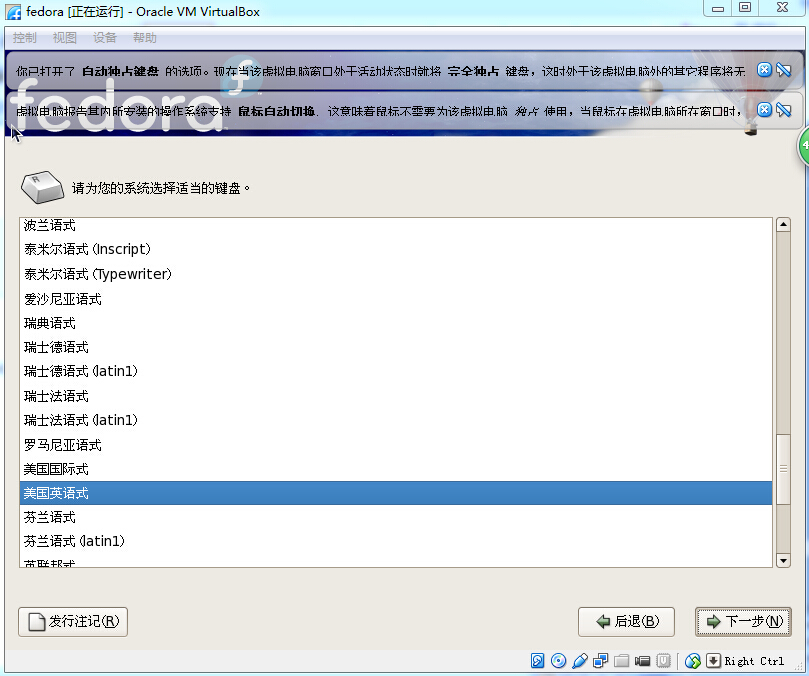 fedora [正在运行] - Oracle VM VirtualBox
控制 视图 设备 帮助
你已打开了 自动独占键盘 的选项。现在当该虚拟电脑窗口处于活动状态时就将 完全独占 键盘，这时处于该虚拟电脑外的其它程序将无
fedora
虚拟电脑报告其内所安装的操作系统支持 鼠标自动切换. 这意味着鼠标不需要为该虚拟电脑 独占 使用，当鼠标在虚拟电脑所在窗口时，
请为您的系统选择适当的键盘。
波兰语式
泰米尔语式 (Inscript)
泰米尔语式 (Typewriter)
爱沙尼亚语式
瑞典语式
瑞士德语式
瑞士德语式 (latin1)
瑞士法语式
瑞士法语式 (latin1)
罗马尼亚语式
美国国际式
美国英语式
芬兰语式
芬兰语式 (latin1)
英联邦式
发行注记(R) 后退(B) 下一步(N)
Right Ctrl